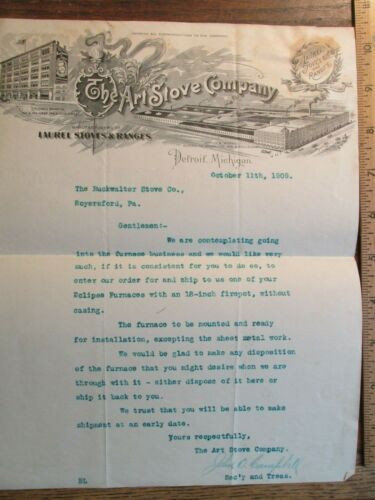 The Art Stove Company
LAUREL STOVES & RANGES
Detroit, Michigan.
October 11th, 1909.
The Buckwalter Stove Co.,
Royersford, Pa.
Gentlemen:-
We are contemplating going
into the furnace business and we would like very
much, if it is consistent for you to do so, to
enter our order for and ship to us one of your
Eclipse Furnaces with an 18-inch firepot, without
casing.
The furnace to be mounted and ready
for installation, excepting the sheet metal work.
We would be glad to make any disposition
of the furnace that you might desire when we are
through with it - either dispose of it here or
ship it back to you.
We trust that you will be able to make
shipment at an early date.
Yours respectfully,
The Art Stove Company.
Sec'y and Treas.